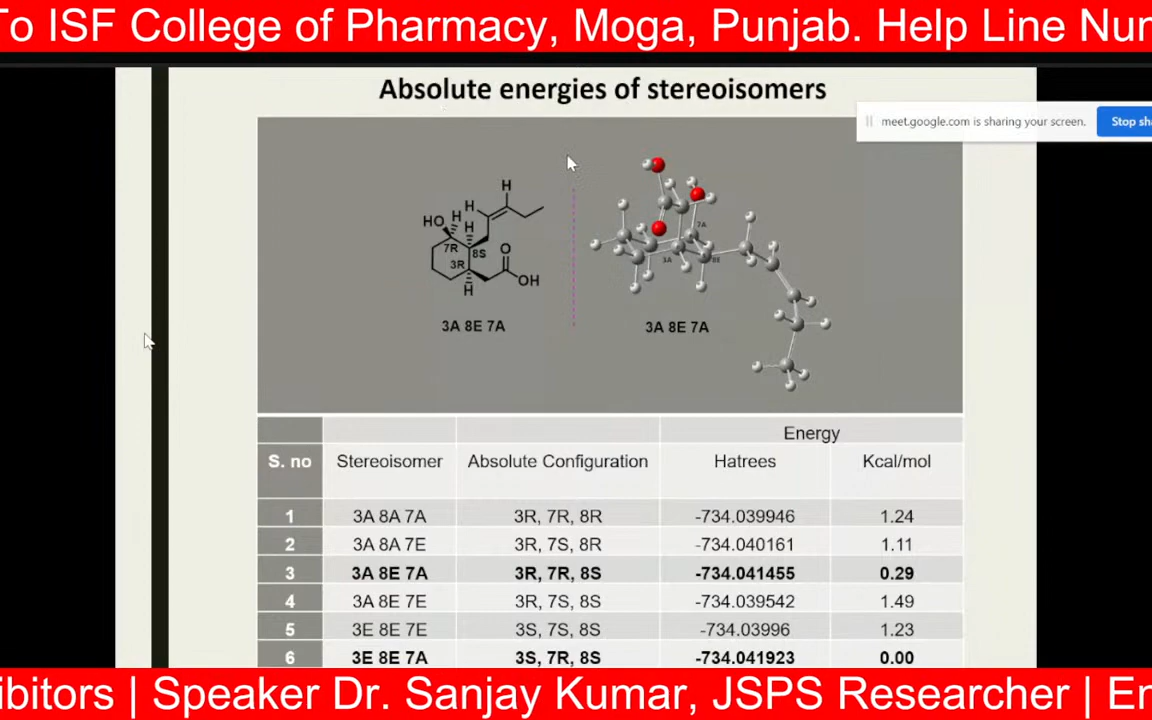 To ISF College of Pharmacy, Moga, Punjab. Help Line Nun
Absolute energies of stereoisomers
meet.google.com is sharing your screen. Stop sha
H
H
HO H H
7R 8S O
3R
OH
H
3A 8E 7A
7A
3A 8E
3A 8E 7A
Energy
S. no Stereoisomer Absolute Configuration Hatrees Kcal/mol
1 3A 8A 7A 3R, 7R, 8R -734.039946 1.24
2 3A 8A 7E 3R, 7S, 8R -734.040161 1.11
3 3A 8E 7A 3R, 7R, 8S -734.041455 0.29
4 3A 8E 7E 3R, 7S, 8S -734.039542 1.49
5 3E 8E 7E 3S, 7S, 8S -734.03996 1.23
6 3E 8E 7A 3S, 7R, 8S -734.041923 0.00
ibitors | Speaker Dr. Sanjay Kumar, JSPS Researcher | En